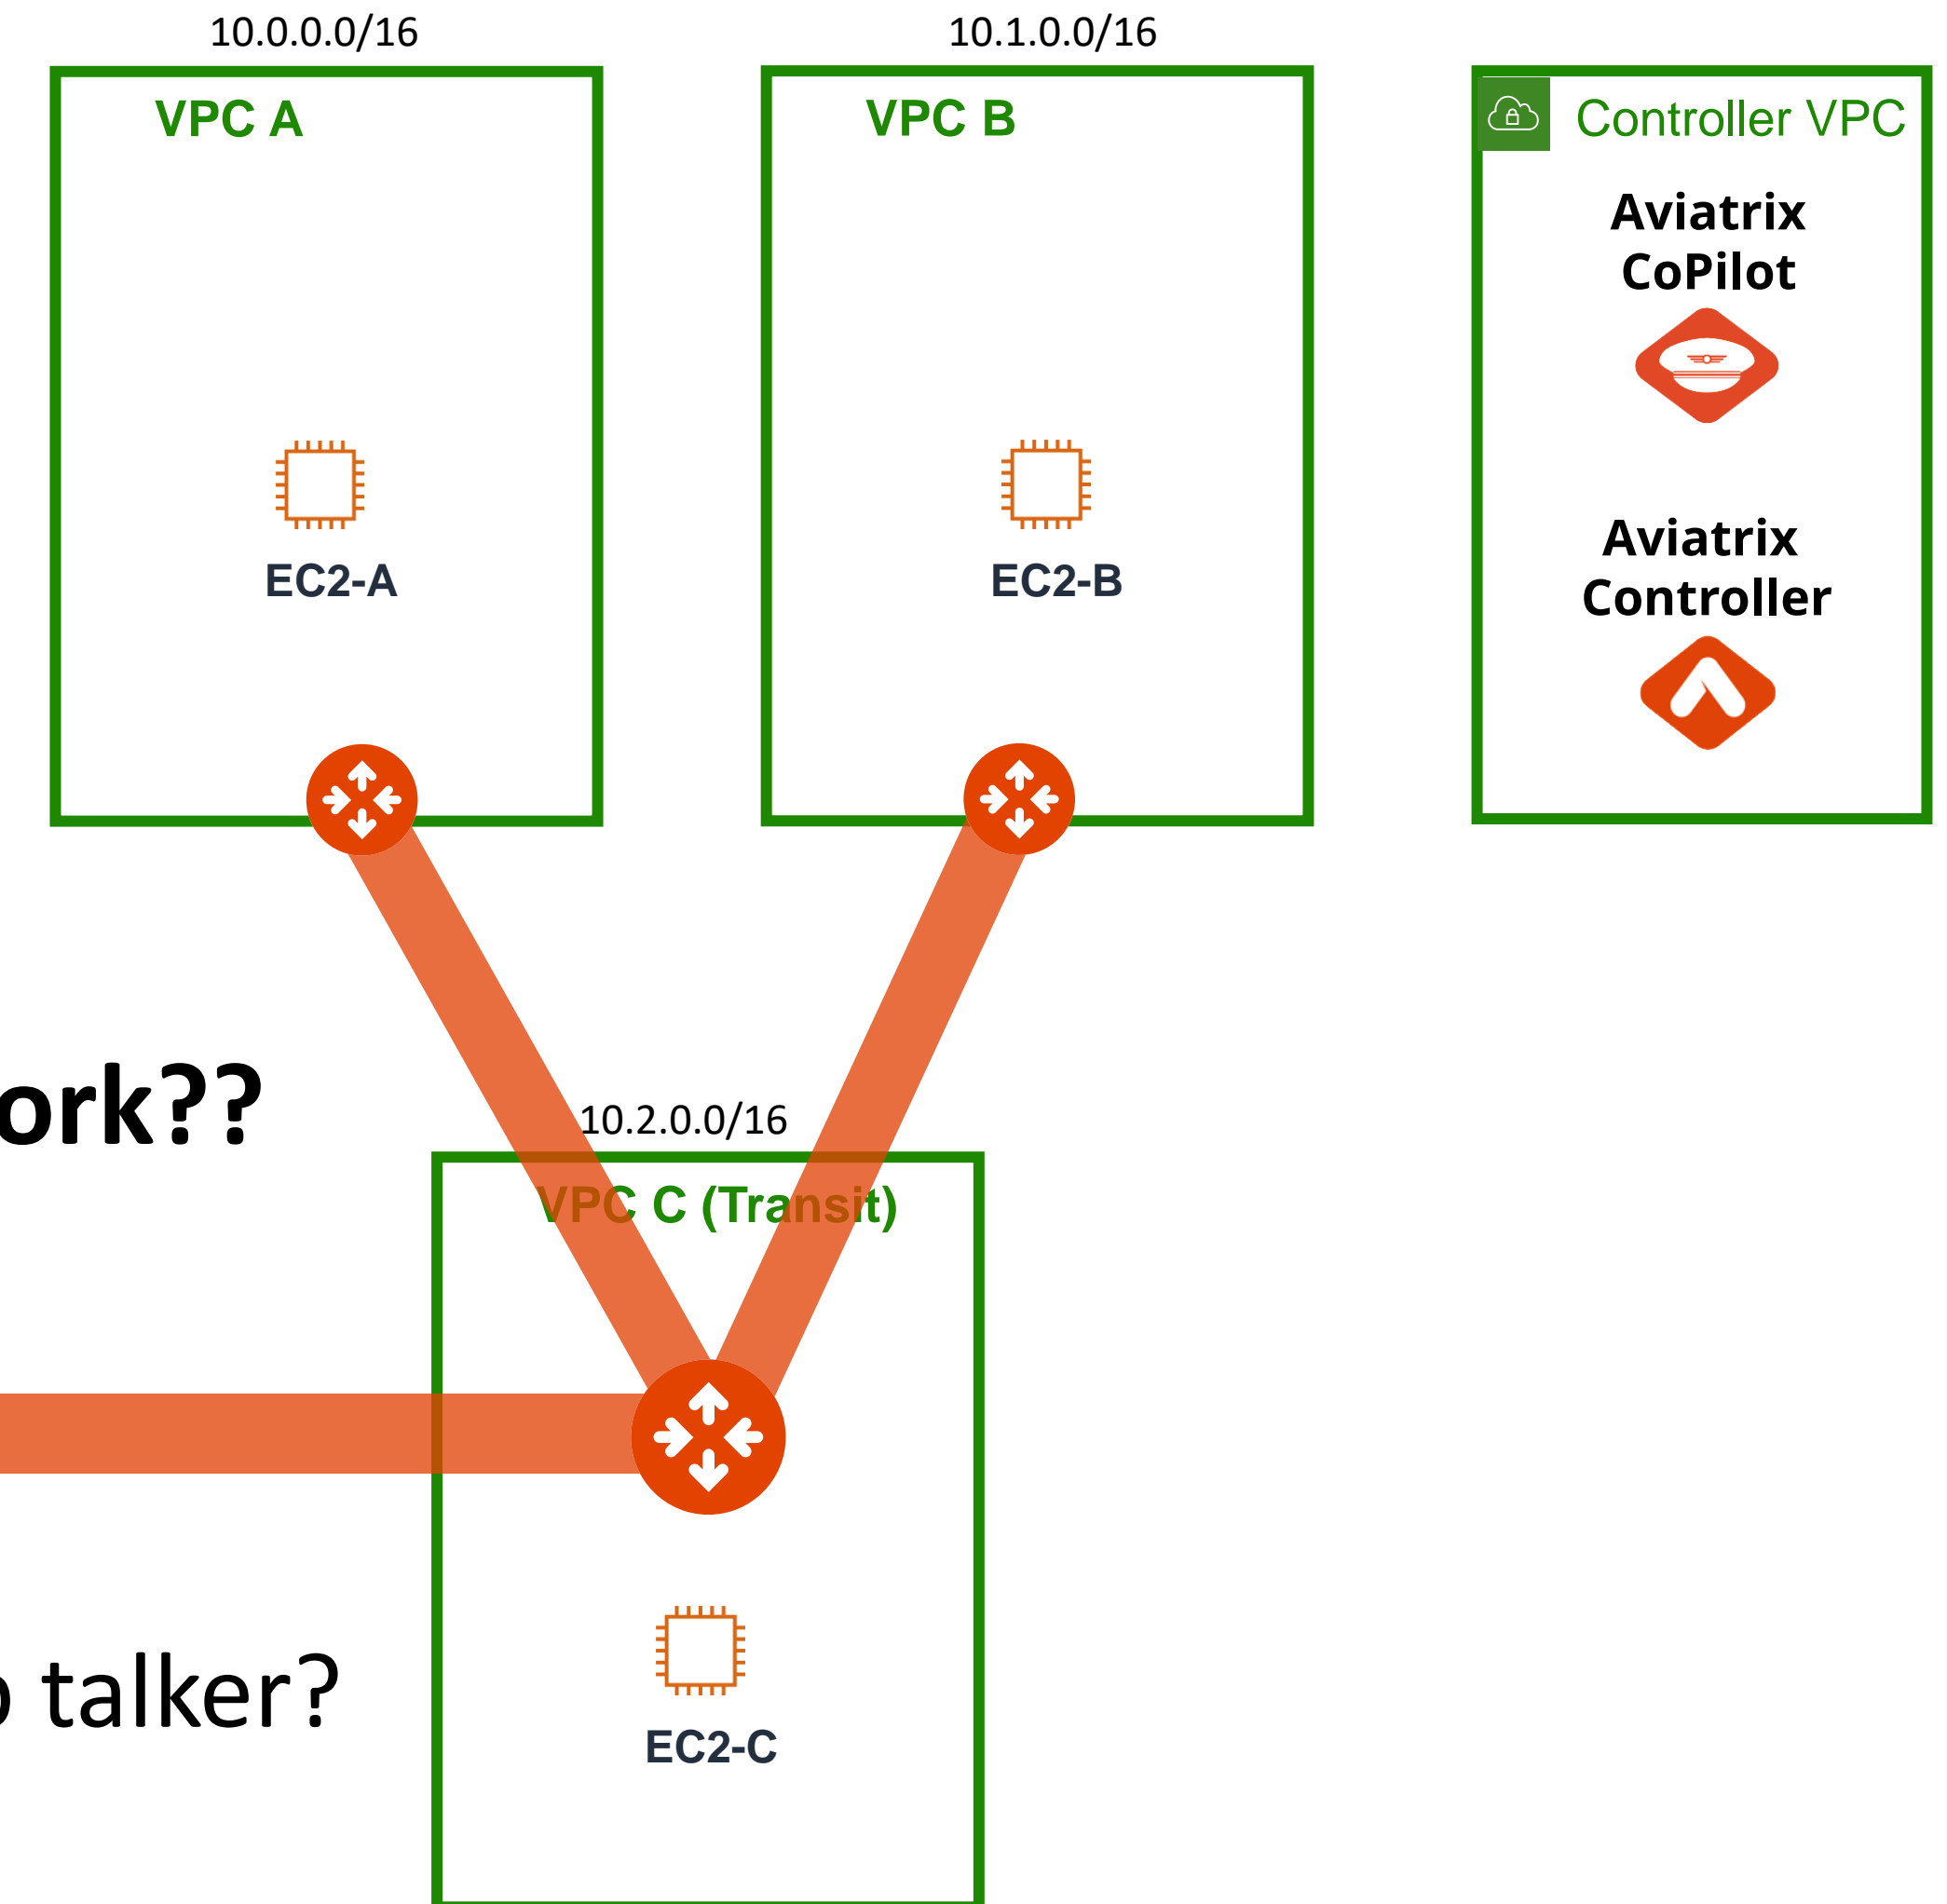 10.0.0.0/16
10.1.0.0/16
VPC A
VPC B
Controller VPC
Aviatrix
CoPilot
EC2-A
EC2-B
Aviatrix
Controller
ork??
10.2.0.0/16
VPC C (Transit)
talker?
EC2-C